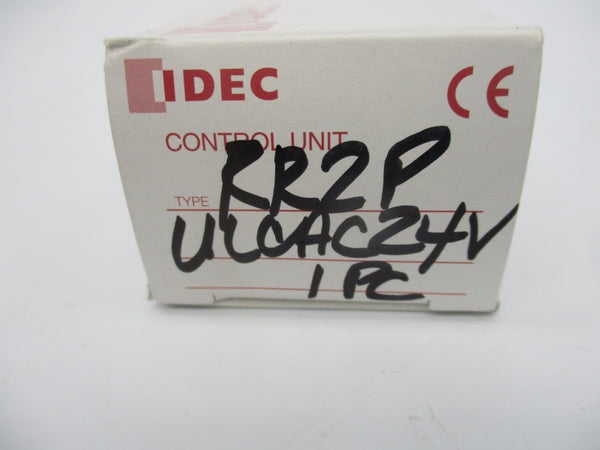 IDEC
CE
CONTROL UNIT
TYPE RR2P
ULCAC24V
1 PC